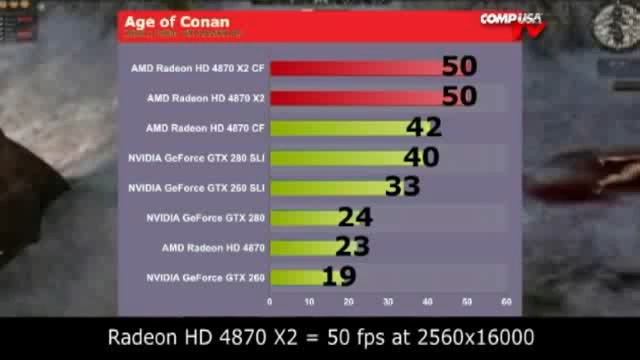 Age of Conan
COMPUSA
TV
AMD Radeon HD 4870 X2 CF 50
AMD Radeon HD 4870 X2 50
AMD Radeon HD 4870 CF 42
NVIDIA GeForce GTX 280 SLI 40
NVIDIA GeForce GTX 260 SLI 33
NVIDIA GeForce GTX 280 24
AMD Radeon HD 4870 23
NVIDIA GeForce GTX 260 19
0 10 20 30 40 50 60
Radeon HD 4870 X2 = 50 fps at 2560x16000